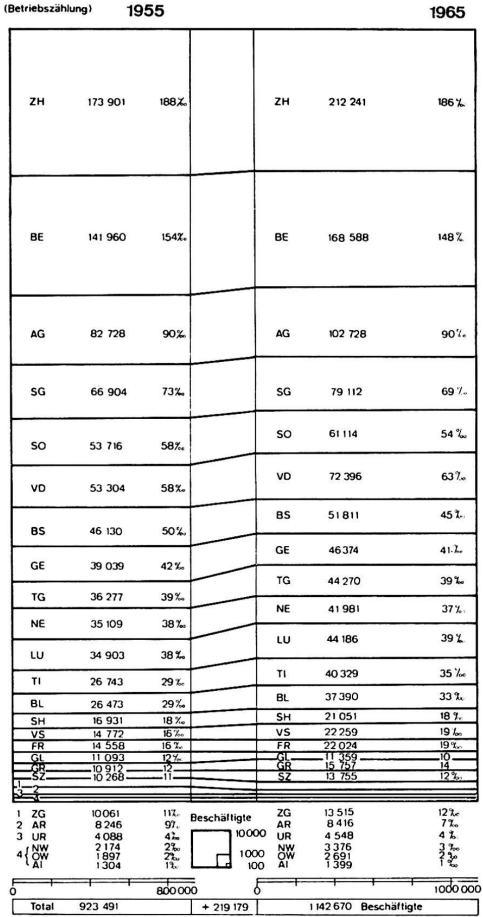 (Betriebszählung) 1955 1965
ZH 173 901 188‰ ZH 212 241 186‰
BE 141 960 154‰ BE 168 588 148‰
AG 82 728 90‰ AG 102 728 90‰
SG 66 904 73‰ SG 79 112 69‰
SO 53 716 58‰ SO 61 114 54‰
VD 53 304 58‰ VD 72 396 63‰
BS 46 130 50‰ BS 51 811 45‰
GE 39 039 42‰ GE 46 374 41‰
TG 36 277 39‰ TG 44 270 39‰
NE 35 109 38‰ NE 41 981 37‰
LU 34 903 38‰ LU 44 186 39‰
TI 26 743 29‰ TI 40 329 35‰
BL 26 473 29‰ BL 37 390 33‰
SH 16 931 18‰ SH 21 051 18‰
VS 14 772 16‰ VS 22 259 19‰
FR 14 558 16‰ FR 22 024 19‰
GL 11 093 12‰ GL 11 359 10
GR 10 912 12 GR 15 757 14
SZ 10 268 11 SZ 13 755 12‰
1
2
3
4
1 ZG 10 061 11‰ Beschäftigte ZG 13 515 12‰
2 AR 8 246 9‰ 10 000 AR 8 416 7‰
3 UR 4 088 4‰ UR 4 548 4‰
4 { NW 2 174 2‰ 1 000 NW 3 376 3‰
OW 1 897 2‰ 100 OW 2 691 2‰
AI 1 304 1‰ AI 1 399 1‰
0 800 000 0 1 000 000
Total 923 491 + 219 179 1 142 670 Beschäftigte